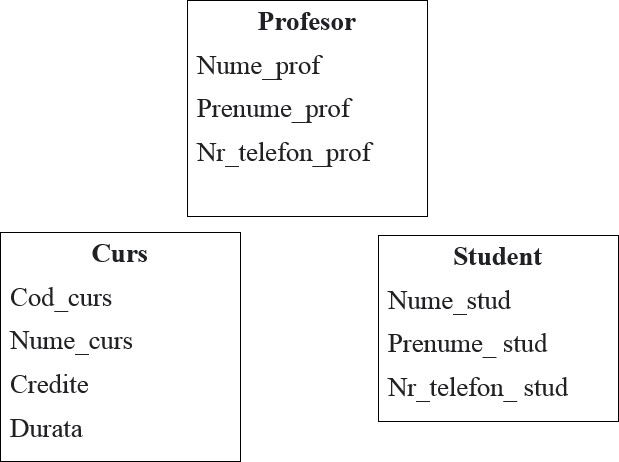 Profesor
Nume_prof
Prenume_prof
Nr_telefon_prof
Curs
Cod_curs
Nume_curs
Credite
Durata
Student
Nume_stud
Prenume_ stud
Nr_telefon_ stud